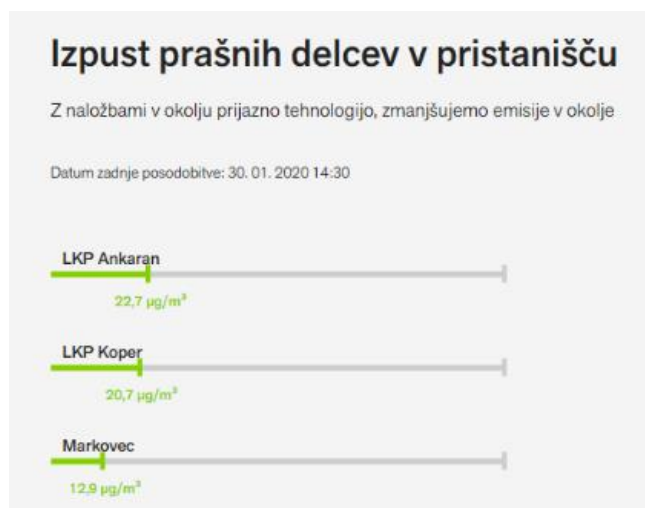 Izpust prašnih delcev v pristanišču
Z naložbami v okolju prijazno tehnologijo, zmanjšujemo emisije v okolje
Datum zadnje posodobitve: 30. 01. 2020 14:30
LKP Ankaran
22,7 µg/m³
LKP Koper
20,7 µg/m³
Markovec
12,9 µg/m³